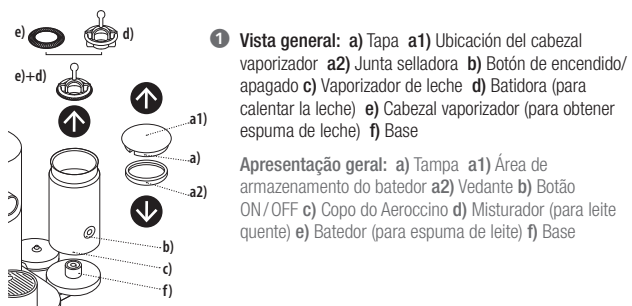 e)
d)
e)+d)
a1)
a)
a2)
b)
c)
f)
1 Vista general: a) Tapa a1) Ubicación del cabezal
vaporizador a2) Junta selladora b) Botón de encendido/
apagado c) Vaporizador de leche d) Batidora (para
calentar la leche) e) Cabezal vaporizador (para obtener
espuma de leche) f) Base
Apresentação geral: a) Tampa a1) Área de
armazenamento do batedor a2) Vedante b) Botão
ON/OFF c) Copo do Aeroccino d) Misturador (para leite
quente) e) Batedor (para espuma de leite) f) Base